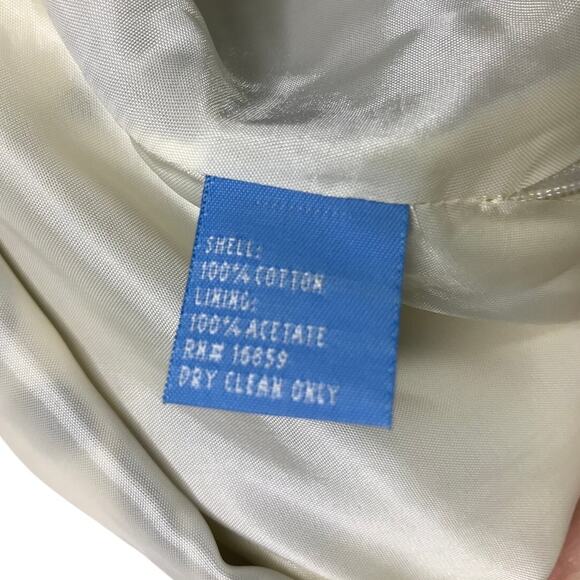 SHELL:
100% COTTON
LINING:
100% ACETATE
RN# 16859
DRY CLEAN ONLY